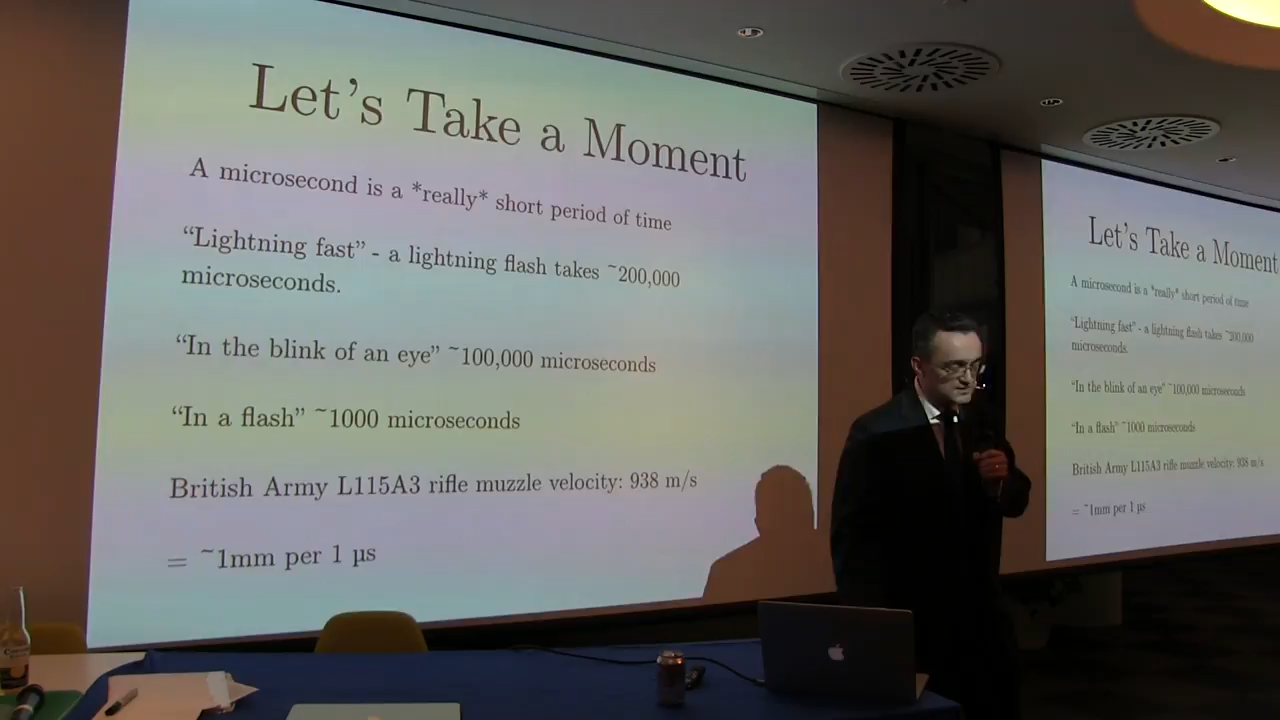 Let's Take a Moment
A microsecond is a *really* short period of time
“Lightning fast” - a lightning flash takes ~200,000
microseconds.
“In the blink of an eye” ~100,000 microseconds
“In a flash” ~1000 microseconds
British Army L115A3 rifle muzzle velocity: 938 m/s
= ~1mm per 1 µs
Let's Take a Moment
A microsecond is a *really* short period of time
“Lightning fast” - a lightning flash takes ~200,000
microseconds.
“In the blink of an eye” ~100,000 microseconds
“In a flash” ~1000 microseconds
British Army L115A3 rifle muzzle velocity: 938 m/s
= ~1mm per 1 µs